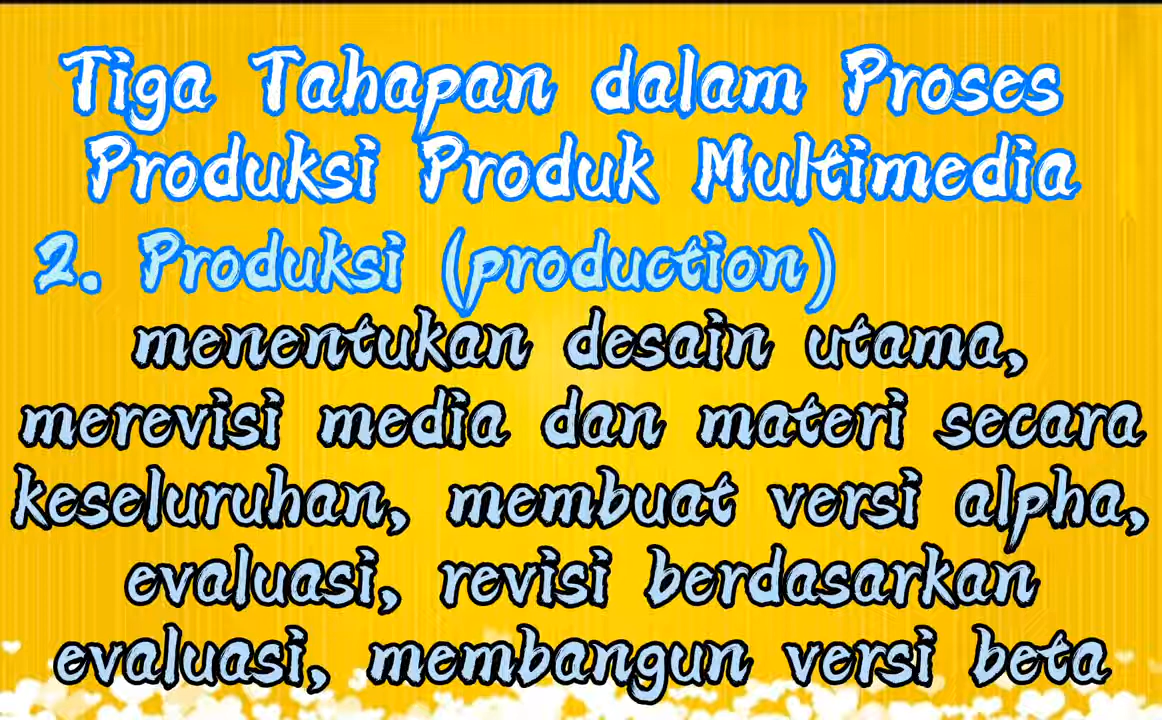 Tiga Tahapan dalam Proses
Produksi Produk Multimedia
2. Produksi (production)
menentukan desain utama,
merevisi media dan materi secara
keseluruhan, membuat versi alpha,
evaluasi, revisi berdasarkan
evaluasi, membangun versi beta